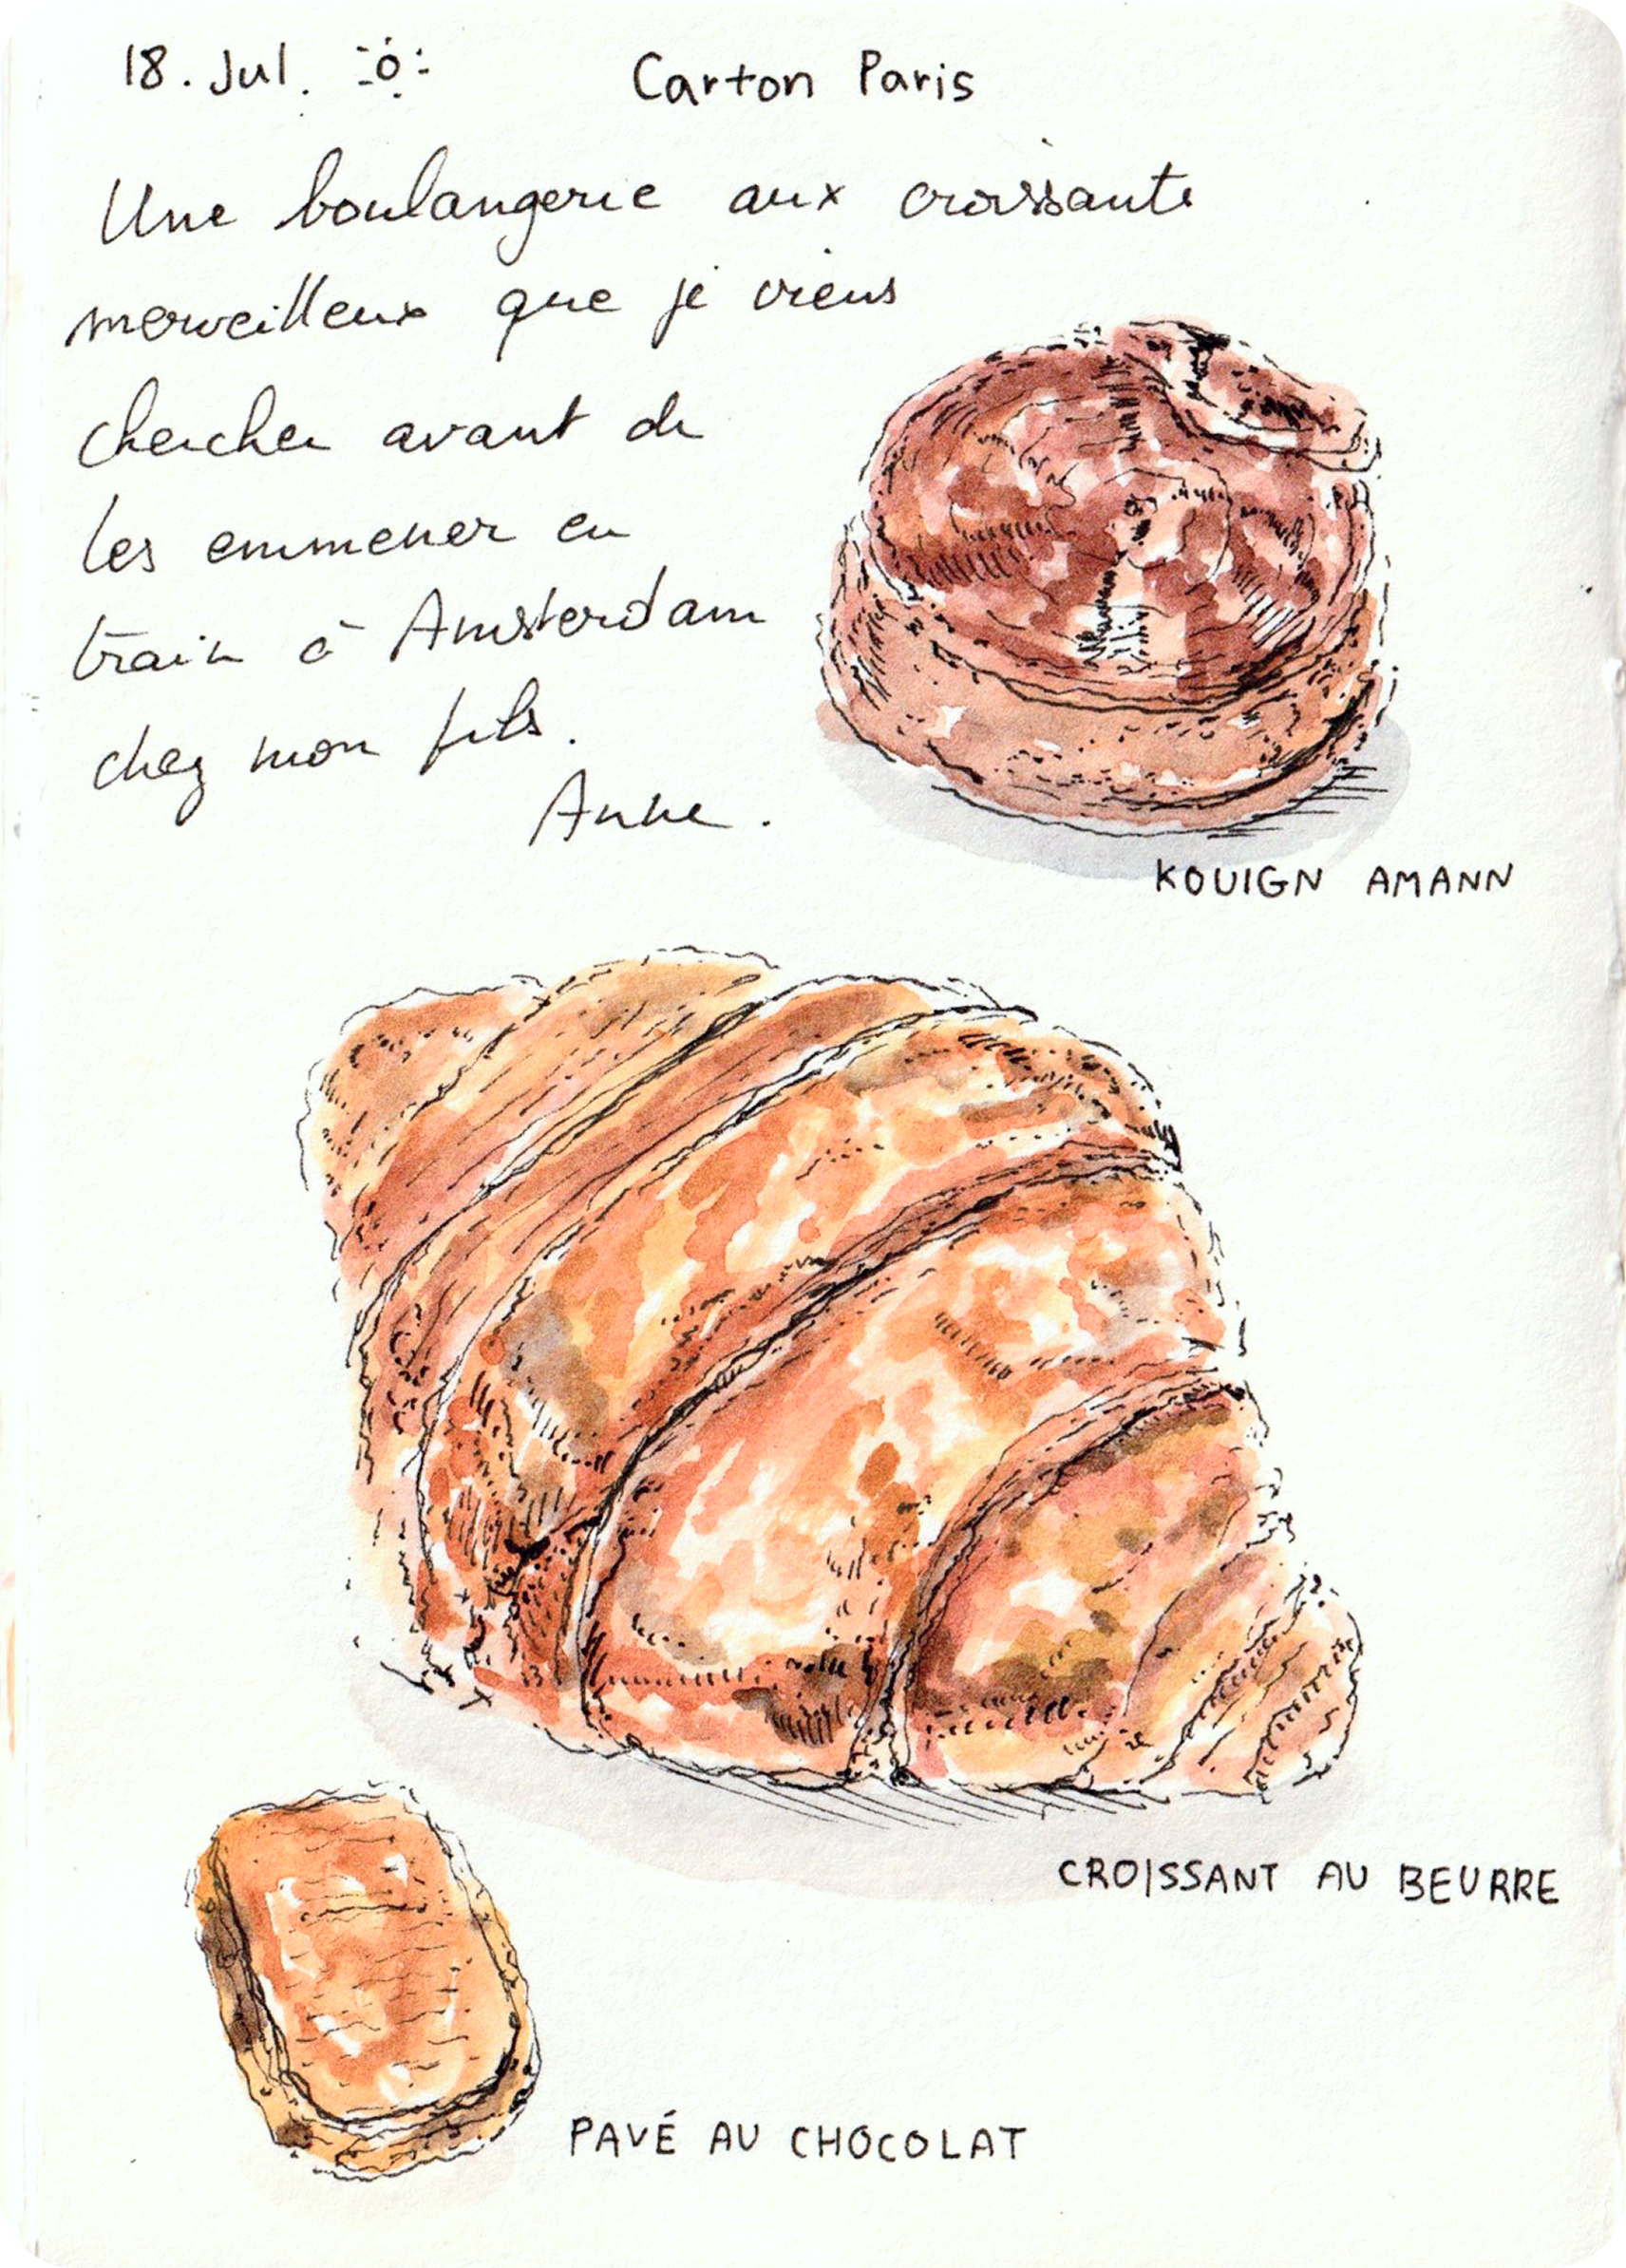 18. Jul.
Carton Paris
Une boulangerie aux croissants
merveilleux que je viens
chercher avant de
les emmener en
train à Amsterdam
chez mon fils.
Anne.
KOUIGN AMANN
CROISSANT AU BEURRE
PAVÉ AU CHOCOLAT